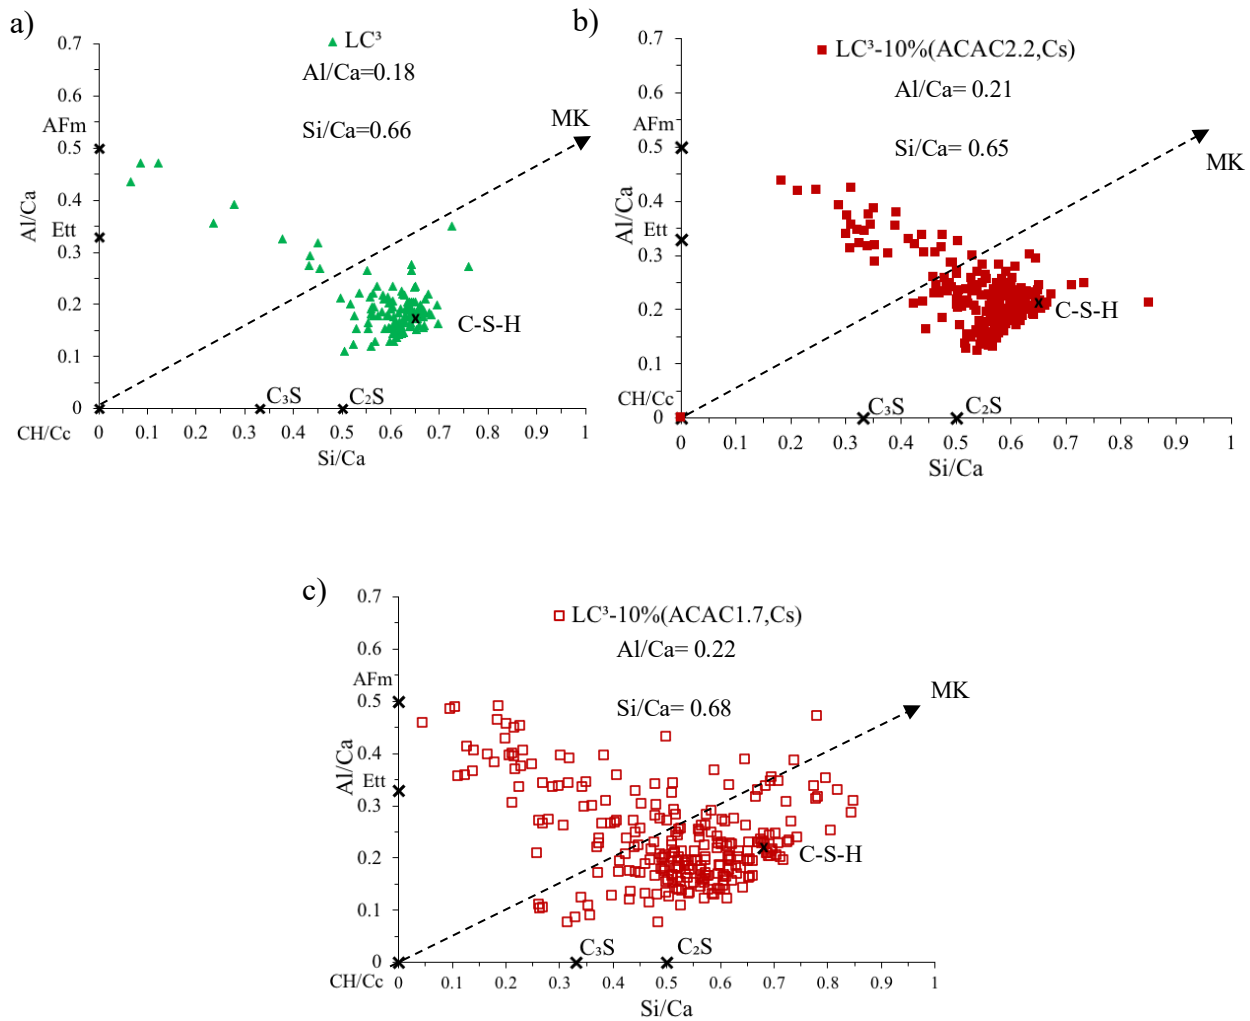 a)
LC³
Al/Ca=0.18
Si/Ca=0.66
MK
0.7
0.6
AFm
0.5
0.4
Al/Ca
Ett
0.3
0.2
C-S-H
0.1
C₃S
C₂S
0
CH/Cc
0 0.1 0.2 0.3 0.4 0.5 0.6 0.7 0.8 0.9 1
Si/Ca
b)
LC³-10%(ACAC2.2,Cs)
Al/Ca= 0.21
Si/Ca= 0.65
MK
0.7
0.6
AFm
0.5
0.4
Al/Ca
Ett
0.3
0.2
C-S-H
0.1
CH/Cc
C₃S
C₂S
0
0 0.1 0.2 0.3 0.4 0.5 0.6 0.7 0.8 0.9 1
Si/Ca
c)
LC³-10%(ACAC1.7,Cs)
Al/Ca= 0.22
Si/Ca= 0.68
MK
0.7
0.6
AFm
0.5
0.4
Al/Ca
Ett
0.3
0.2
C-S-H
0.1
C₃S
C₂S
0
CH/Cc
0 0.1 0.2 0.3 0.4 0.5 0.6 0.7 0.8 0.9 1
Si/Ca